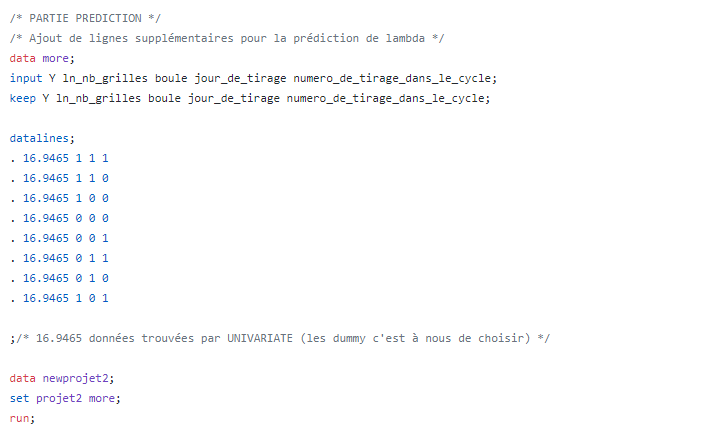 /* PARTIE PREDICTION */
/* Ajout de lignes supplémentaires pour la prédiction de lambda */
data more;
input Y ln_nb_grilles boule jour_de_tirage numero_de_tirage_dans_le_cycle;
keep Y ln_nb_grilles boule jour_de_tirage numero_de_tirage_dans_le_cycle;
datalines;
. 16.9465 1 1 1
. 16.9465 1 1 0
. 16.9465 1 0 0
. 16.9465 0 0 0
. 16.9465 0 0 1
. 16.9465 0 1 1
. 16.9465 0 1 0
. 16.9465 1 0 1
;/* 16.9465 données trouvées par UNIVARIATE (les dummy c'est à nous de choisir) */
data newprojet2;
set projet2 more;
run;